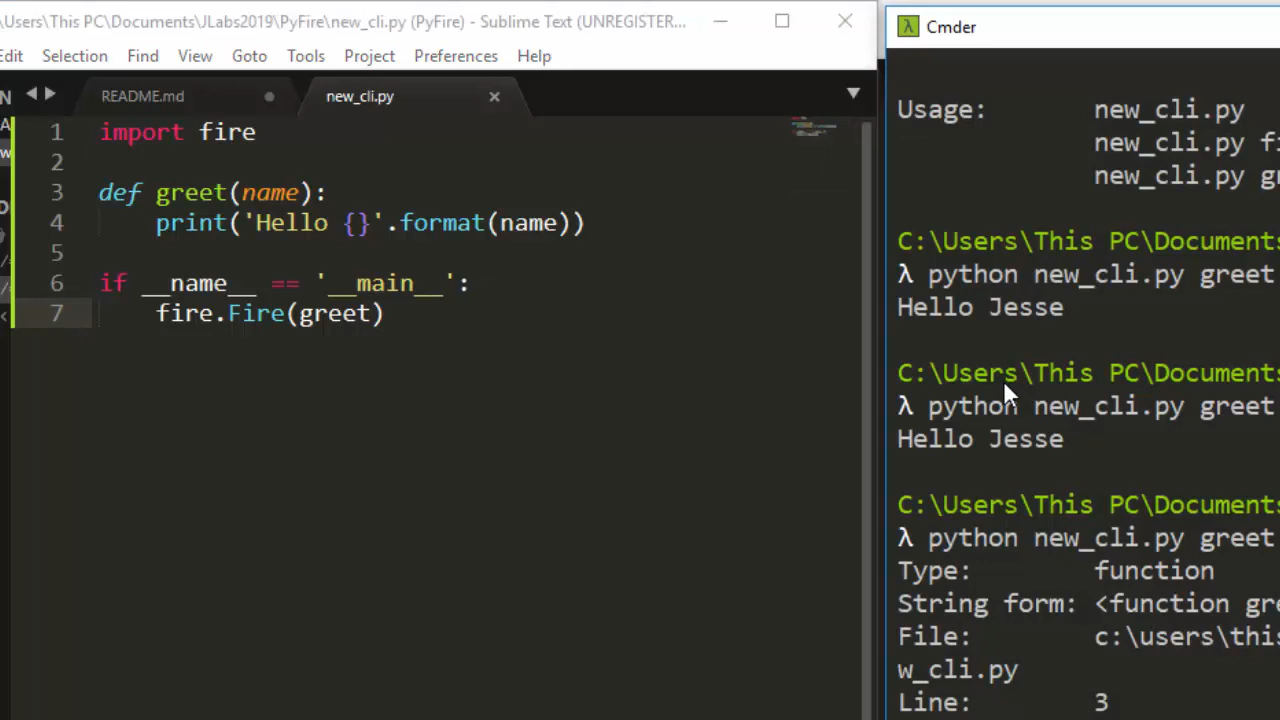 \Users\This PC\Documents\JLabs2019\PyFire\new_cli.py (PyFire) - Sublime Text (UNREGISTER...
Edit Selection Find View Goto Tools Project Preferences Help
README.md
new_cli.py
1 import fire
2
3 def greet(name):
4 print('Hello {}'.format(name))
5
6 if __name__ == '__main__':
7 fire.Fire(greet)
λ Cmder
Usage: new_cli.py
new_cli.py fi
new_cli.py gr
C:\Users\This PC\Documents
λ python new_cli.py greet
Hello Jesse
C:\Users\This PC\Documents
λ python new_cli.py greet
Hello Jesse
C:\Users\This PC\Documents
λ python new_cli.py greet
Type: function
String form: <function gre
File: c:\users\this
w_cli.py
Line: 3